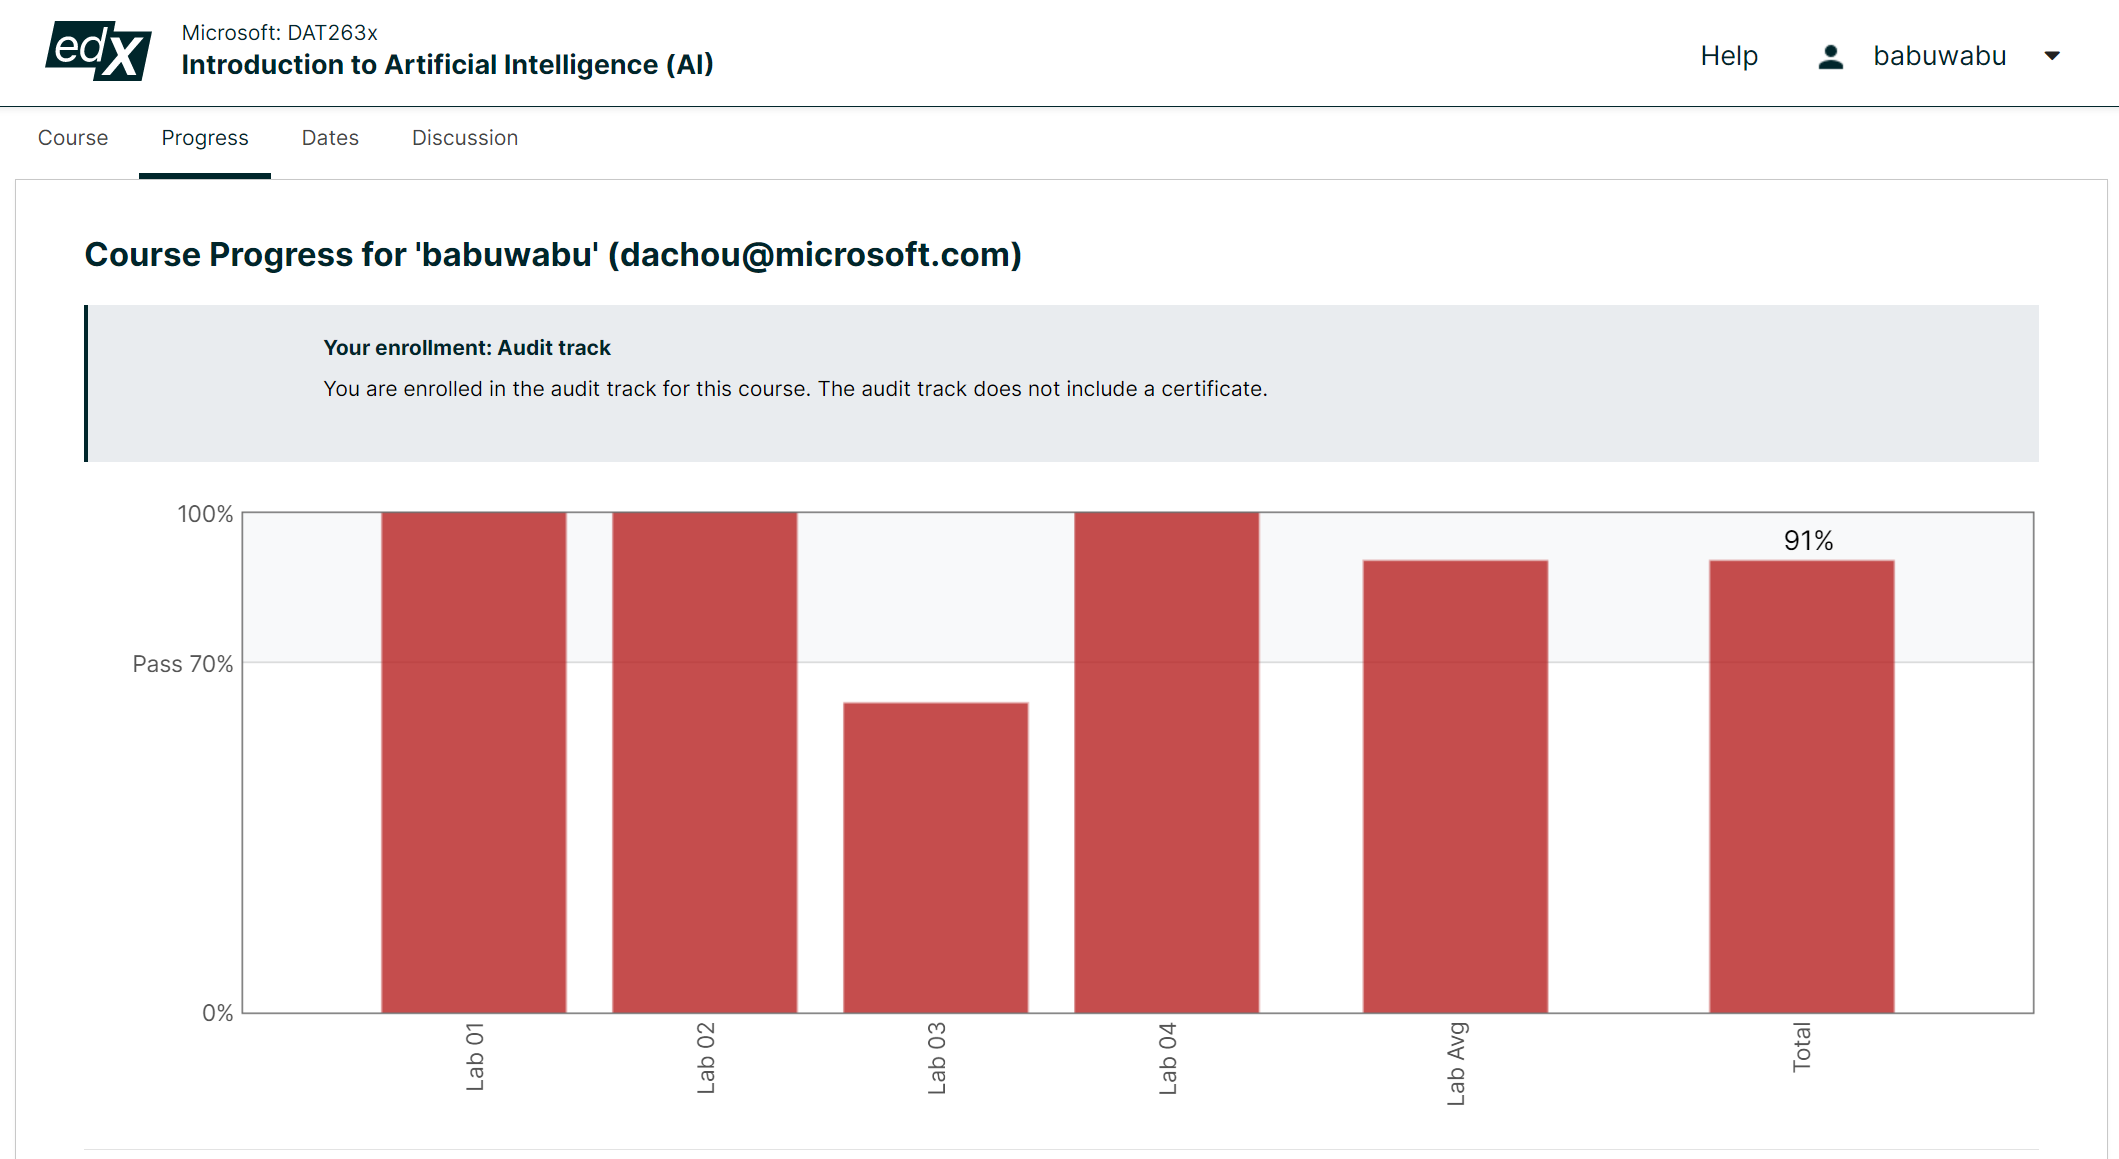 edX
Microsoft: DAT263x
Introduction to Artificial Intelligence (AI)
Help
babuwabu
Course
Progress
Dates
Discussion
Course Progress for 'babuwabu' (dachou@microsoft.com)
Your enrollment: Audit track
You are enrolled in the audit track for this course. The audit track does not include a certificate.
100%
91%
Pass 70%
0%
Lab 01
Lab 02
Lab 03
Lab 04
Lab Avg
Total